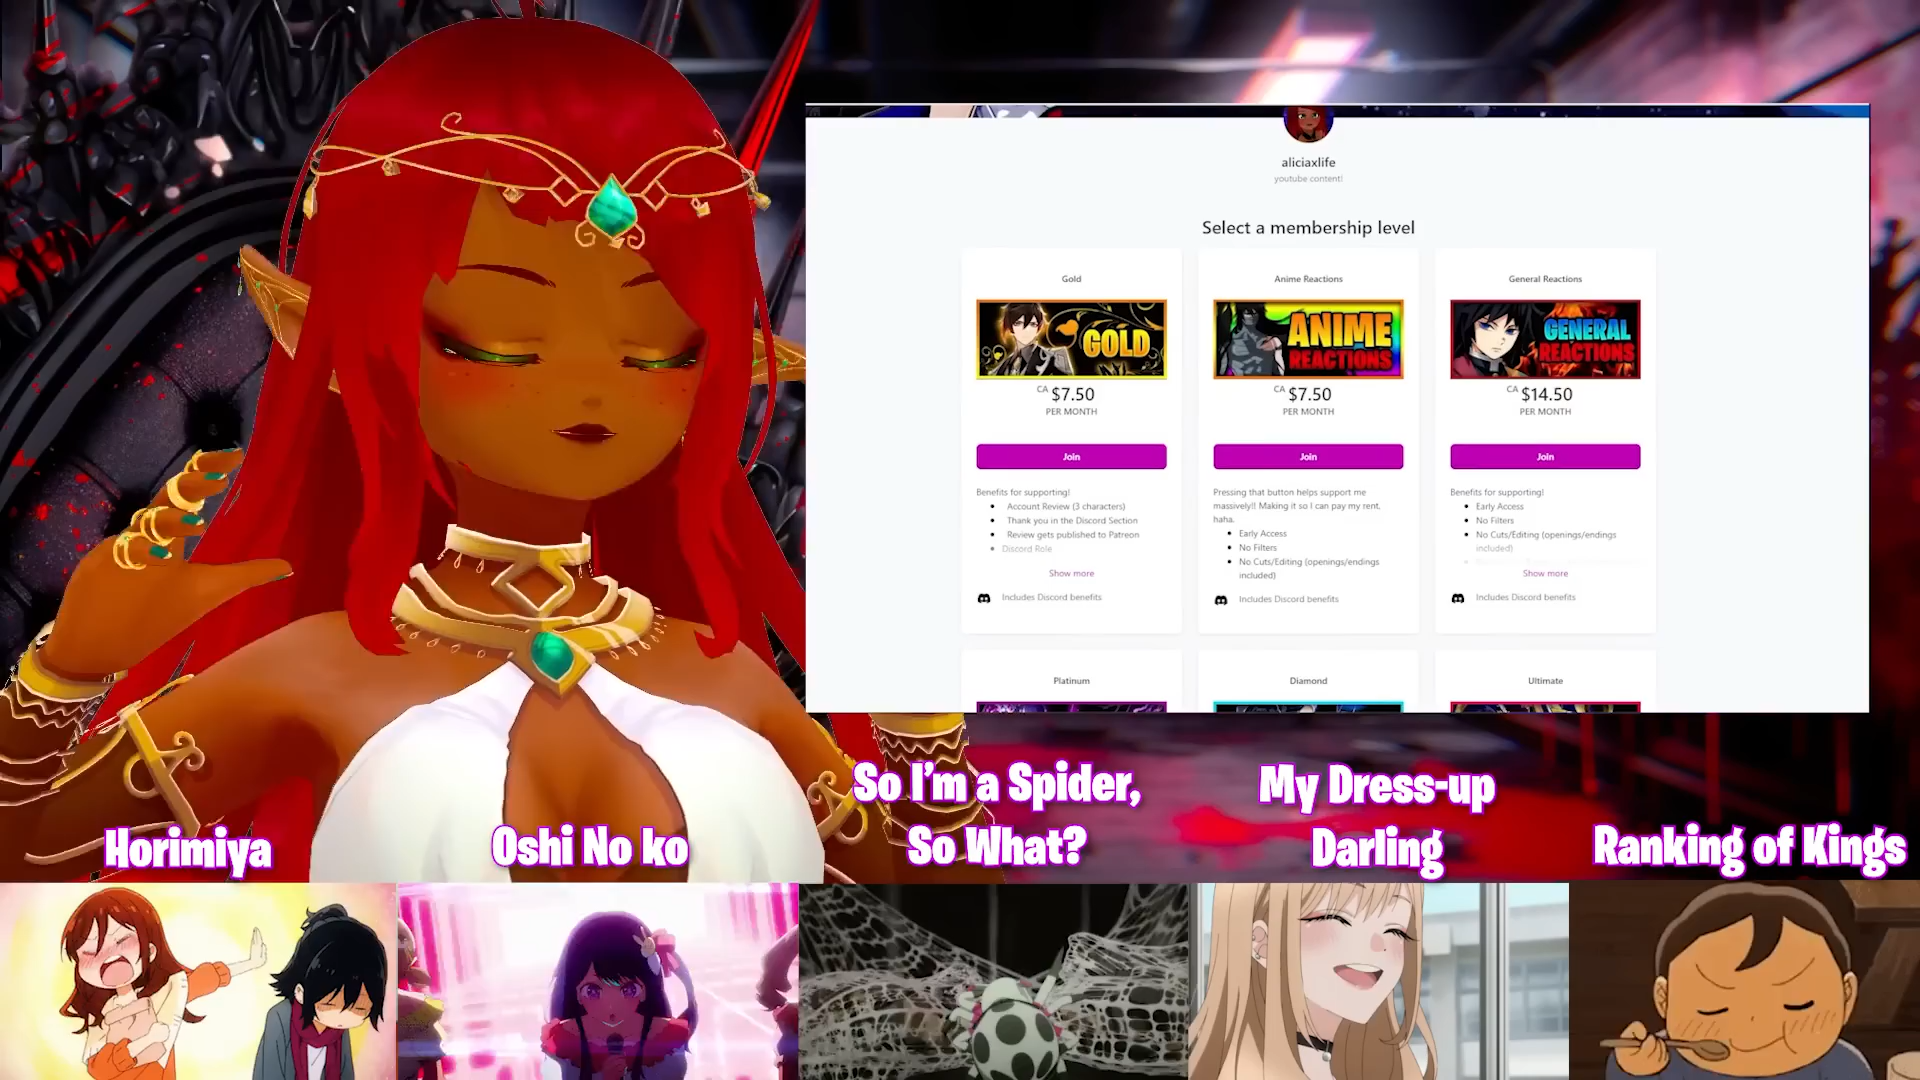 aliciaxlife
youtube content!
Select a membership level
Gold
GOLD
CA $7.50
PER MONTH
Join
Benefits for supporting!
Account Review (3 characters)
Thank you in the Discord Section
Review gets published to Patreon
Discord Role
Show more
Includes Discord benefits
Anime Reactions
ANIME
REACTIONS
CA $7.50
PER MONTH
Join
Pressing that button helps support me
massively!! Making it so I can pay my rent,
haha.
Early Access
No Filters
No Cuts/Editing (openings/endings
included)
Includes Discord benefits
General Reactions
GENERAL
REACTIONS
CA $14.50
PER MONTH
Join
Benefits for supporting!
Early Access
No Filters
No Cuts/Editing (openings/endings
included)
Show more
Includes Discord benefits
Platinum
Diamond
Ultimate
Horimiya
Oshi No ko
So I'm a Spider,
So What?
My Dress-up
Darling
Ranking of Kings